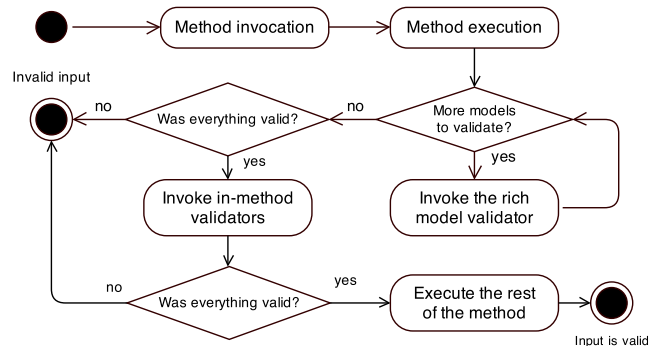 Method invocation
Method execution
Invalid input
no
Was everything valid?
no
More models
to validate?
yes
yes
Invoke in-method
validators
Invoke the rich
model validator
no
Was everything valid?
yes
Execute the rest
of the method
Input is valid